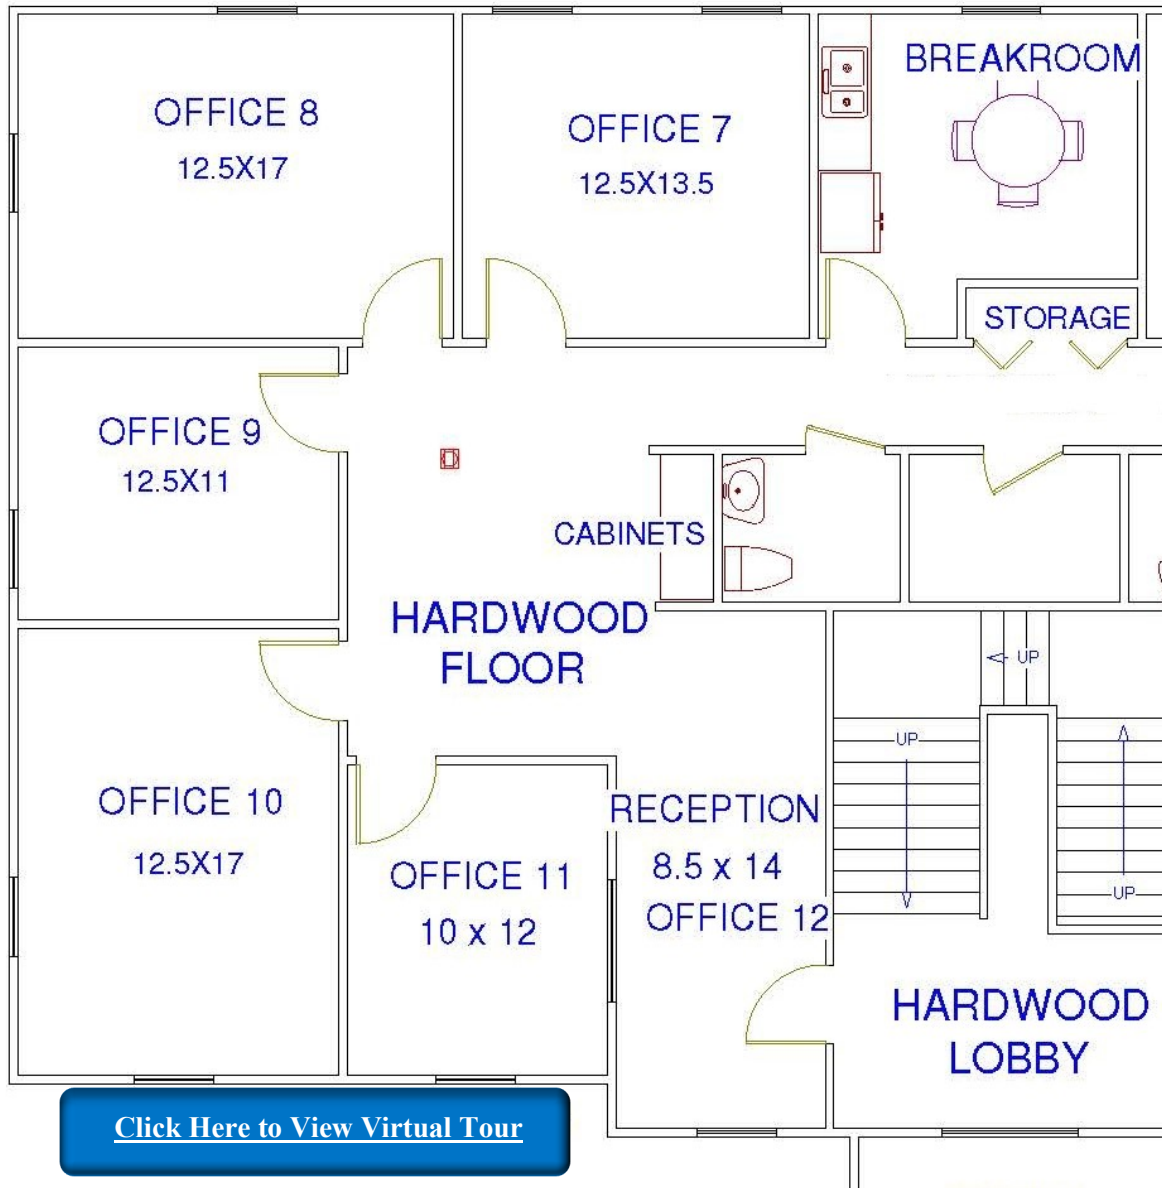 BREAKROOM
OFFICE 8
12.5X17
OFFICE 7
12.5X13.5
STORAGE
OFFICE 9
12.5X11
CABINETS
HARDWOOD
FLOOR
UP
UP
OFFICE 10
12.5X17
RECEPTION
8.5 x 14
OFFICE 12
OFFICE 11
10 x 12
UP
HARDWOOD
LOBBY
Click Here to View Virtual Tour